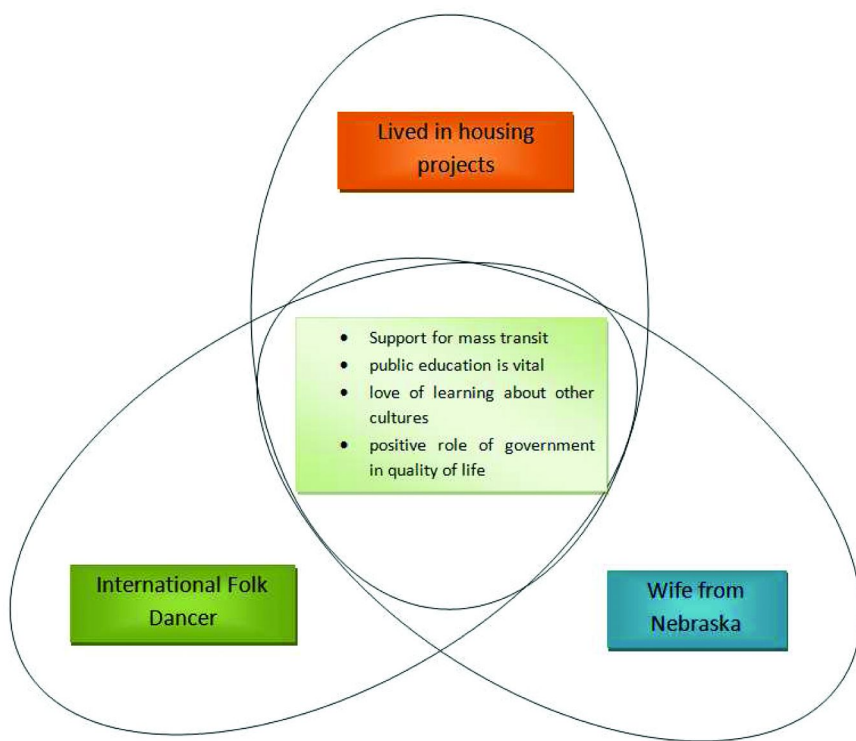 Lived in housing
projects
• Support for mass transit
• public education is vital
• love of learning about other
cultures
• positive role of government
in quality of life
International Folk
Dancer
Wife from
Nebraska